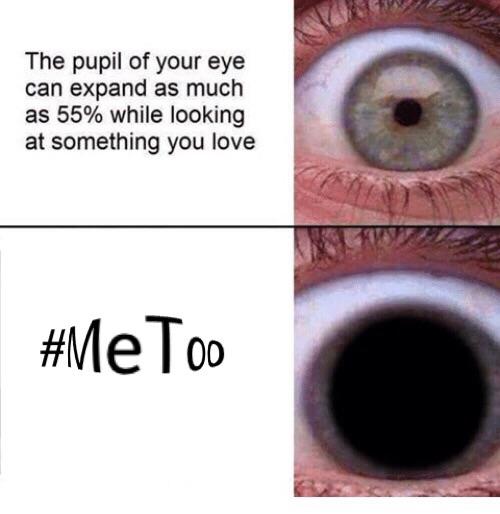 The pupil of your eye
can expand as much
as 55% while looking
at something you love
#MeToo